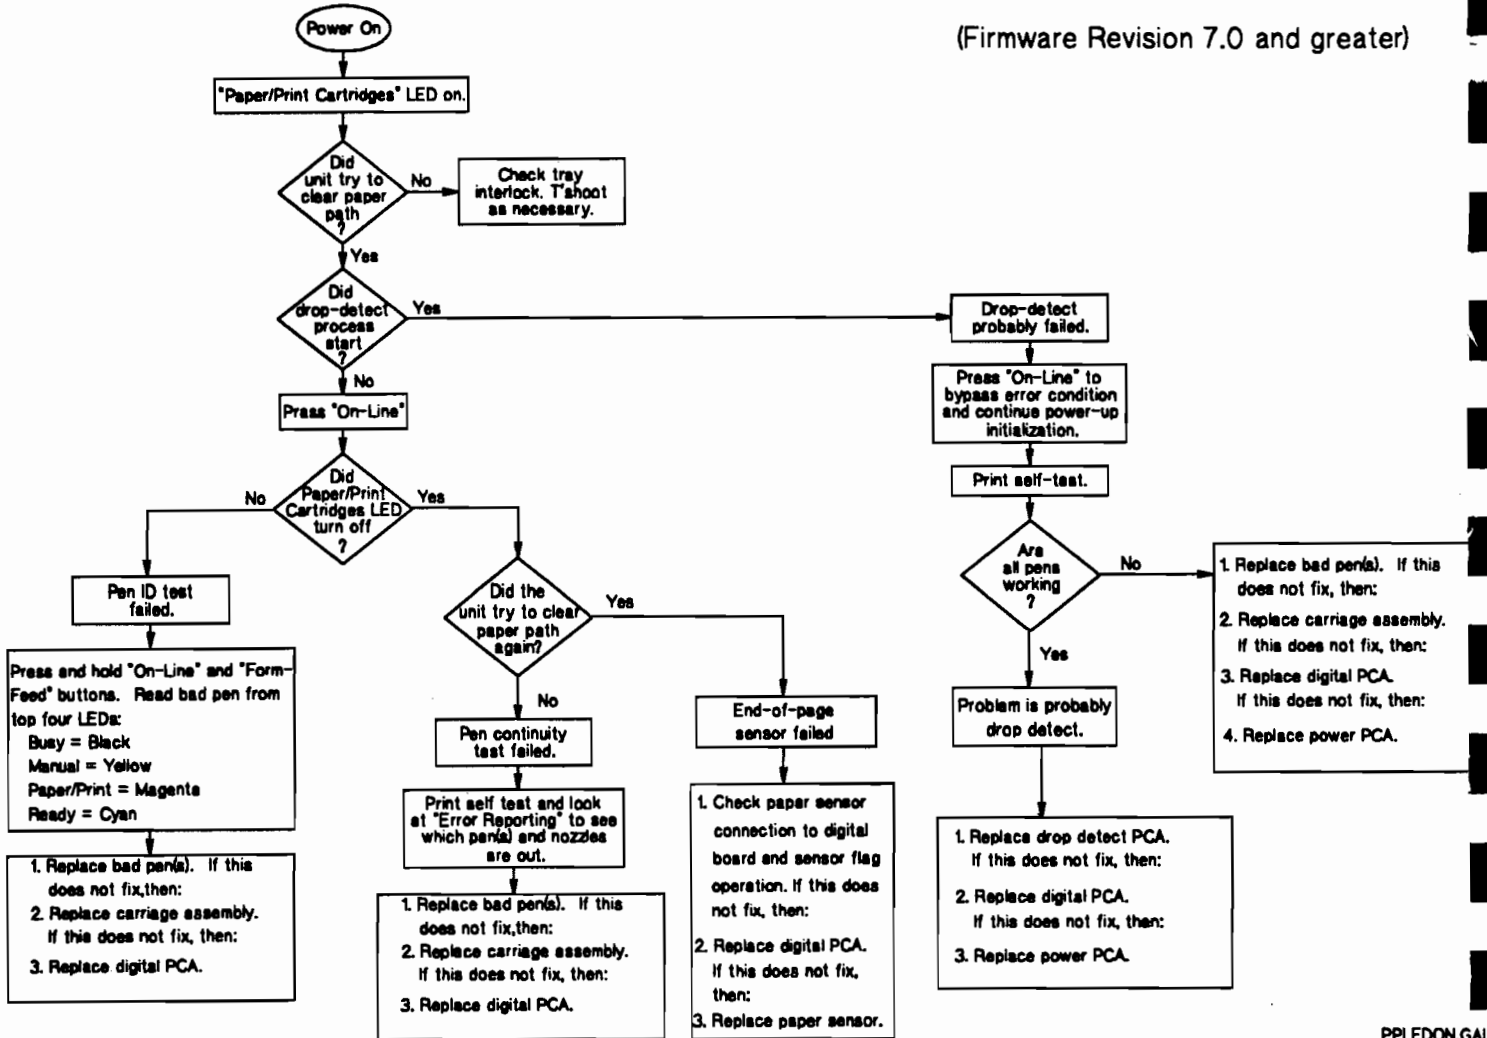 (Firmware Revision 7.0 and greater)
Power On
"Paper/Print Cartridges" LED on.
Did
unit try to
clear paper
path
?
No
Check tray
interlock. T'shoot
as necessary.
Yes
Did
drop-detect
process
start
?
Yes
Drop-detect
probably failed.
No
Press "On-Line"
Press "On-Line" to
bypass error condition
and continue power-up
initialization.
Print self-test.
Did
Paper/Print
Cartridges LED
turn off
?
No
Yes
Are
all pens
working
?
No
1. Replace bad pen(s). If this
does not fix, then:
2. Replace carriage assembly.
If this does not fix, then:
3. Replace digital PCA.
If this does not fix, then:
4. Replace power PCA.
Yes
Problem is probably
drop detect.
1. Replace drop detect PCA.
If this does not fix, then:
2. Replace digital PCA.
If this does not fix, then:
3. Replace power PCA.
Pen ID test
failed.
Press and hold "On-Line" and "Form-
Feed" buttons. Read bad pen from
top four LEDs:
Busy = Black
Manual = Yellow
Paper/Print = Magenta
Ready = Cyan
1. Replace bad pen(s). If this
does not fix,then:
2. Replace carriage assembly.
If this does not fix, then:
3. Replace digital PCA.
Did the
unit try to clear
paper path
again?
Yes
No
Pen continuity
test failed.
Print self test and look
at "Error Reporting" to see
which pen(s) and nozzles
are out.
1. Replace bad pen(s). If this
does not fix,then:
2. Replace carriage assembly.
If this does not fix, then:
3. Replace digital PCA.
End-of-page
sensor failed
1. Check paper sensor
connection to digital
board and sensor flag
operation. If this does
not fix, then:
2. Replace digital PCA.
If this does not fix,
then:
3. Replace paper sensor.
PPLEDON.GAL